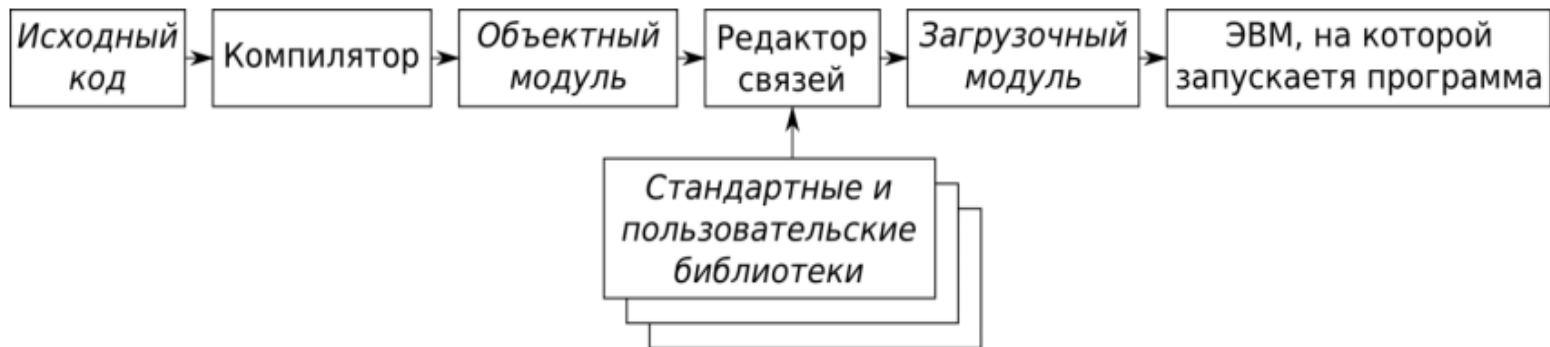 Исходный
код
Компилятор
Объектный
модуль
Редактор
связей
Загрузочный
модуль
ЭВМ, на которой
запускаетя программа
Стандартные и
пользовательские
библиотеки